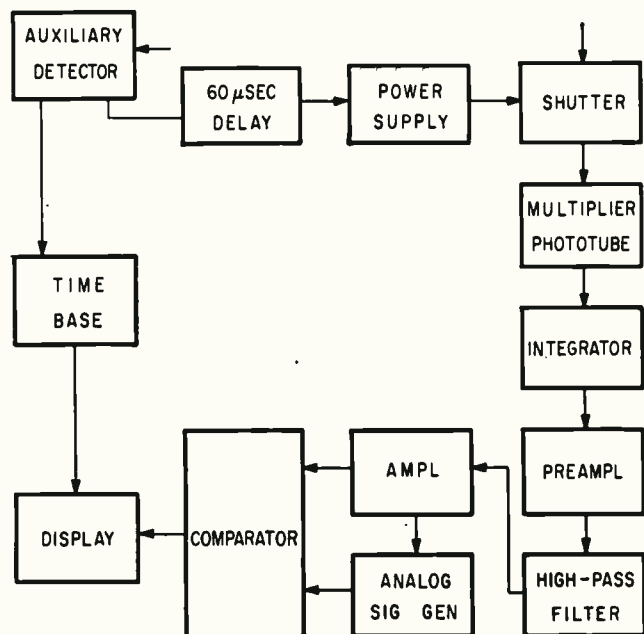 AUXILIARY
DETECTOR
60 μSEC
DELAY
POWER
SUPPLY
SHUTTER
MULTIPLIER
PHOTOTUBE
TIME
BASE
INTEGRATOR
AMPL
PREAMPL
DISPLAY
COMPARATOR
ANALOG
SIG GEN
HIGH-PASS
FILTER